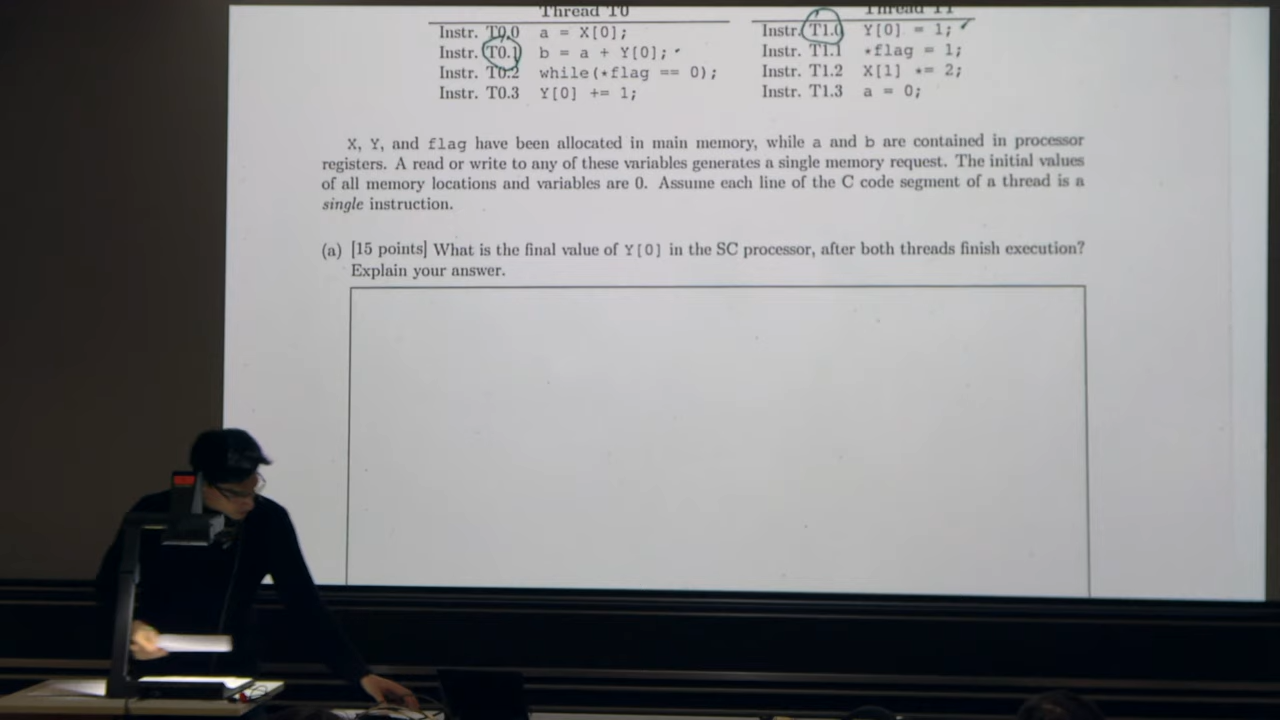 Thread T0
Thread T1
Instr. T0.0 a = X[0];
Instr. T1.0 Y[0] = 1;
Instr. T0.1 b = a + Y[0];
Instr. T1.1 *flag = 1;
Instr. T0.2 while(*flag == 0);
Instr. T1.2 X[1] *= 2;
Instr. T0.3 Y[0] += 1;
Instr. T1.3 a = 0;
X, Y, and flag have been allocated in main memory, while a and b are contained in processor
registers. A read or write to any of these variables generates a single memory request. The initial values
of all memory locations and variables are 0. Assume each line of the C code segment of a thread is a
single instruction.
(a) [15 points] What is the final value of Y[0] in the SC processor, after both threads finish execution?
Explain your answer.